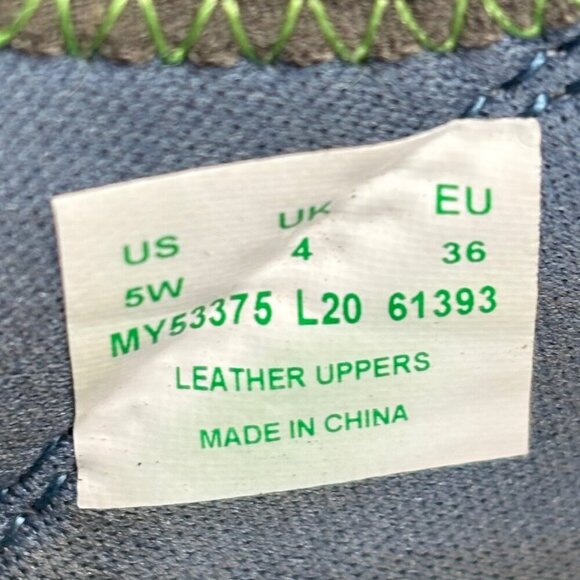 US UK EU
5W 4 36
MY53375 L20 61393
LEATHER UPPERS
MADE IN CHINA